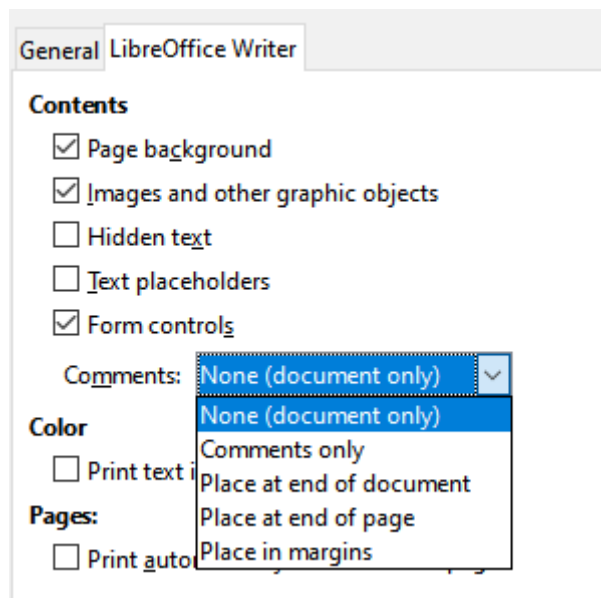 General LibreOffice Writer
Contents
Page background
Images and other graphic objects
Hidden text
Text placeholders
Form controls
Comments: None (document only)
None (document only)
Comments only
Color
Print text i
Place at end of document
Pages:
Place at end of page
Place in margins
Print